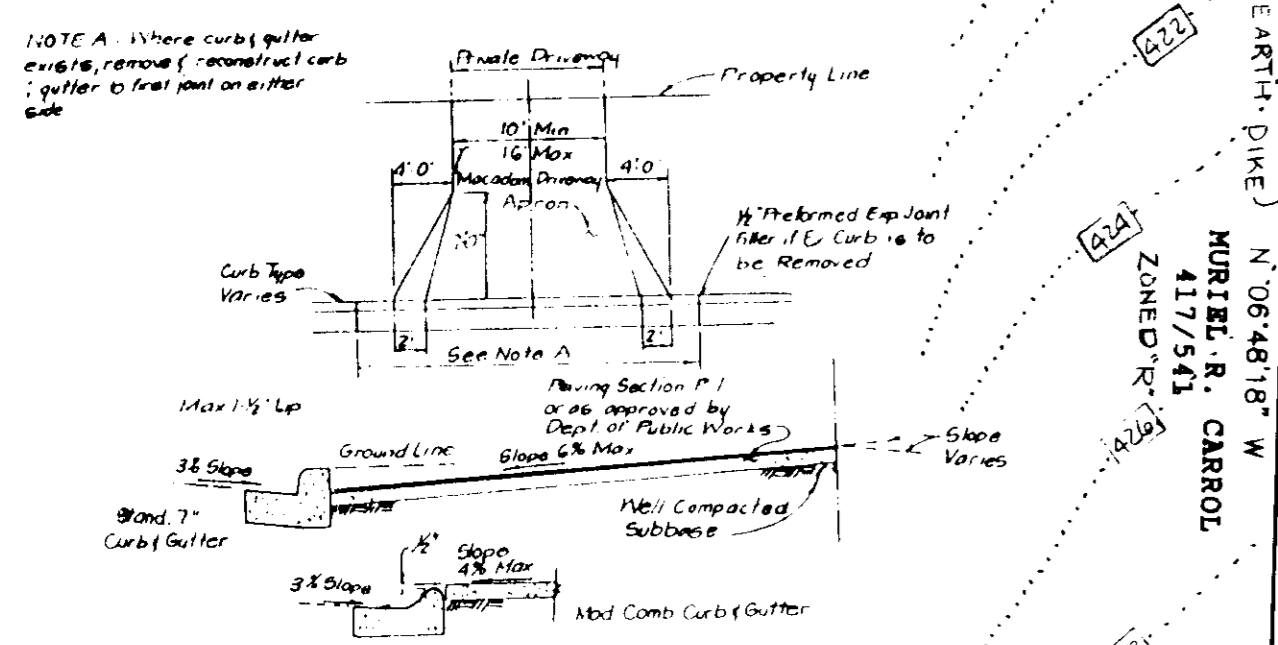 NOTE A. Where curb & gutter
exists, remove & reconstruct curb
& gutter to first joint on either
side
Private Driveway
Property Line
10' Min
16' Max
4'0"
4'0"
Macadam Driveway
Apron
½" Preformed Exp Joint
Filler if Ex Curb is to
be Removed
Curb Type
Varies
2'
2'
See Note A
Paving Section P-1
or as approved by
Dept. of Public Works
Max 1-½" Lip
Ground Line
Slope 6% Max
Slope
Varies
3% Slope
Stand. 7"
Curb & Gutter
Well Compacted
Subbase
½"
Slope
4% Max
3% Slope
Mod Comb Curb & Gutter
EARTH DIKE)
N 06°48'18" W
MURIEL R. CARROL
417/541
ZONED "R"
422
424
426